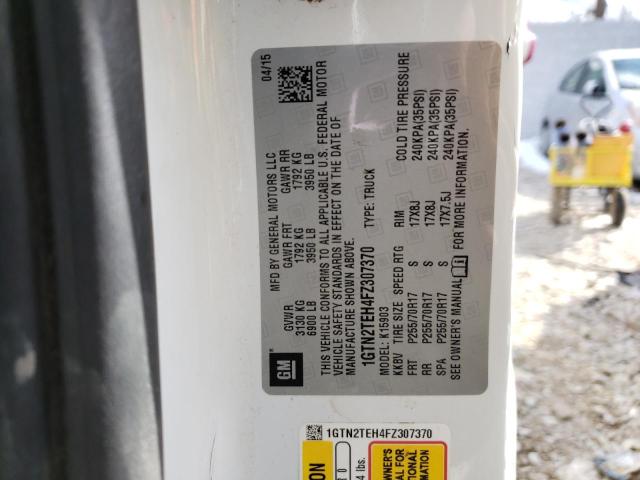 MFD BY GENERAL MOTORS LLC 04/15
GVWR GAWR FRT GAWR RR
3130 KG 1792 KG 1792 KG
6900 LB 3950 LB 3950 LB
THIS VEHICLE CONFORMS TO ALL APPLICABLE U.S. FEDERAL MOTOR
VEHICLE SAFETY STANDARDS IN EFFECT ON THE DATE OF
MANUFACTURE SHOWN ABOVE.
1GTN2TEH4FZ307370 TYPE: TRUCK
MODEL: K15903
KKBV TIRE SIZE SPEED RTG RIM COLD TIRE PRESSURE
FRT P255/70R17 S 17X8J 240KPA(35PSI)
RR P255/70R17 S 17X8J 240KPA(35PSI)
SPA P255/70R17 S 17X7.5J 240KPA(35PSI)
SEE OWNER'S MANUAL FOR MORE INFORMATION.
GM
1GTN2TEH4FZ307370